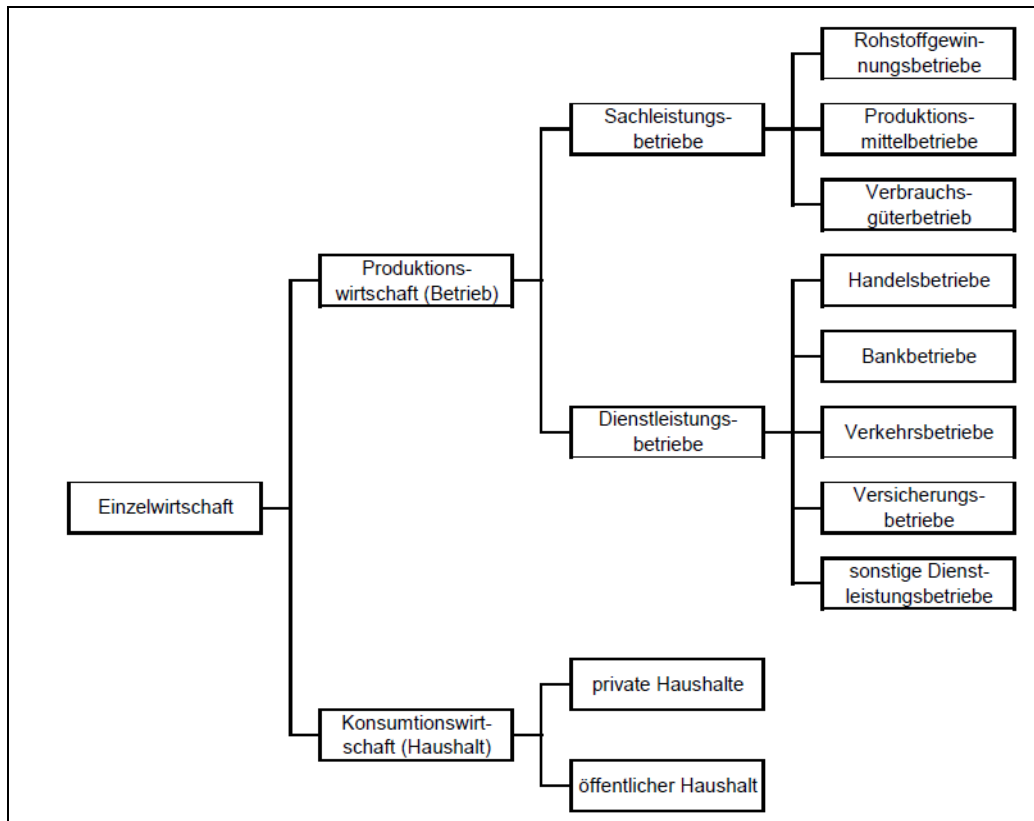 Rohstoffgewin-
nungsbetriebe
Sachleistungs-
betriebe
Produktions-
mittelbetriebe
Verbrauchs-
güterbetrieb
Produktions-
wirtschaft (Betrieb)
Handelsbetriebe
Bankbetriebe
Dienstleistungs-
betriebe
Verkehrsbetriebe
Einzelwirtschaft
Versicherungs-
betriebe
sonstige Dienst-
leistungsbetriebe
private Haushalte
Konsumtionswirt-
schaft (Haushalt)
öffentlicher Haushalt